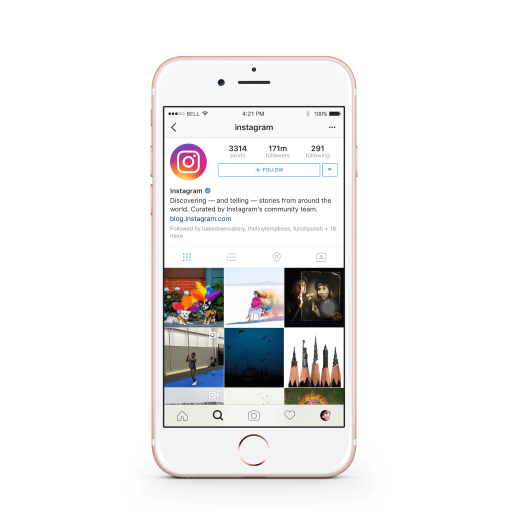 BELL 4:21 PM 100%
instagram
3314 171m 291
posts followers following
+ FOLLOW
Instagram
Discovering — and telling — stories from around the
world. Curated by Instagram's community team.
blog.instagram.com
Followed by bakedowncakery, thetinytemptress, funchpunch + 18
more